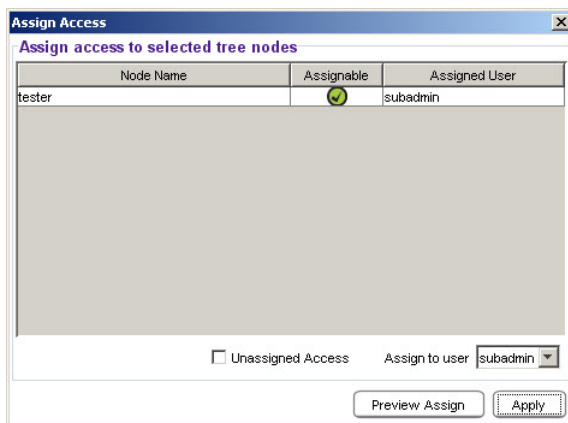 Assign Access
Assign access to selected tree nodes
Node Name Assignable Assigned User
tester subadmin
Unassigned Access Assign to user subadmin
Preview Assign Apply